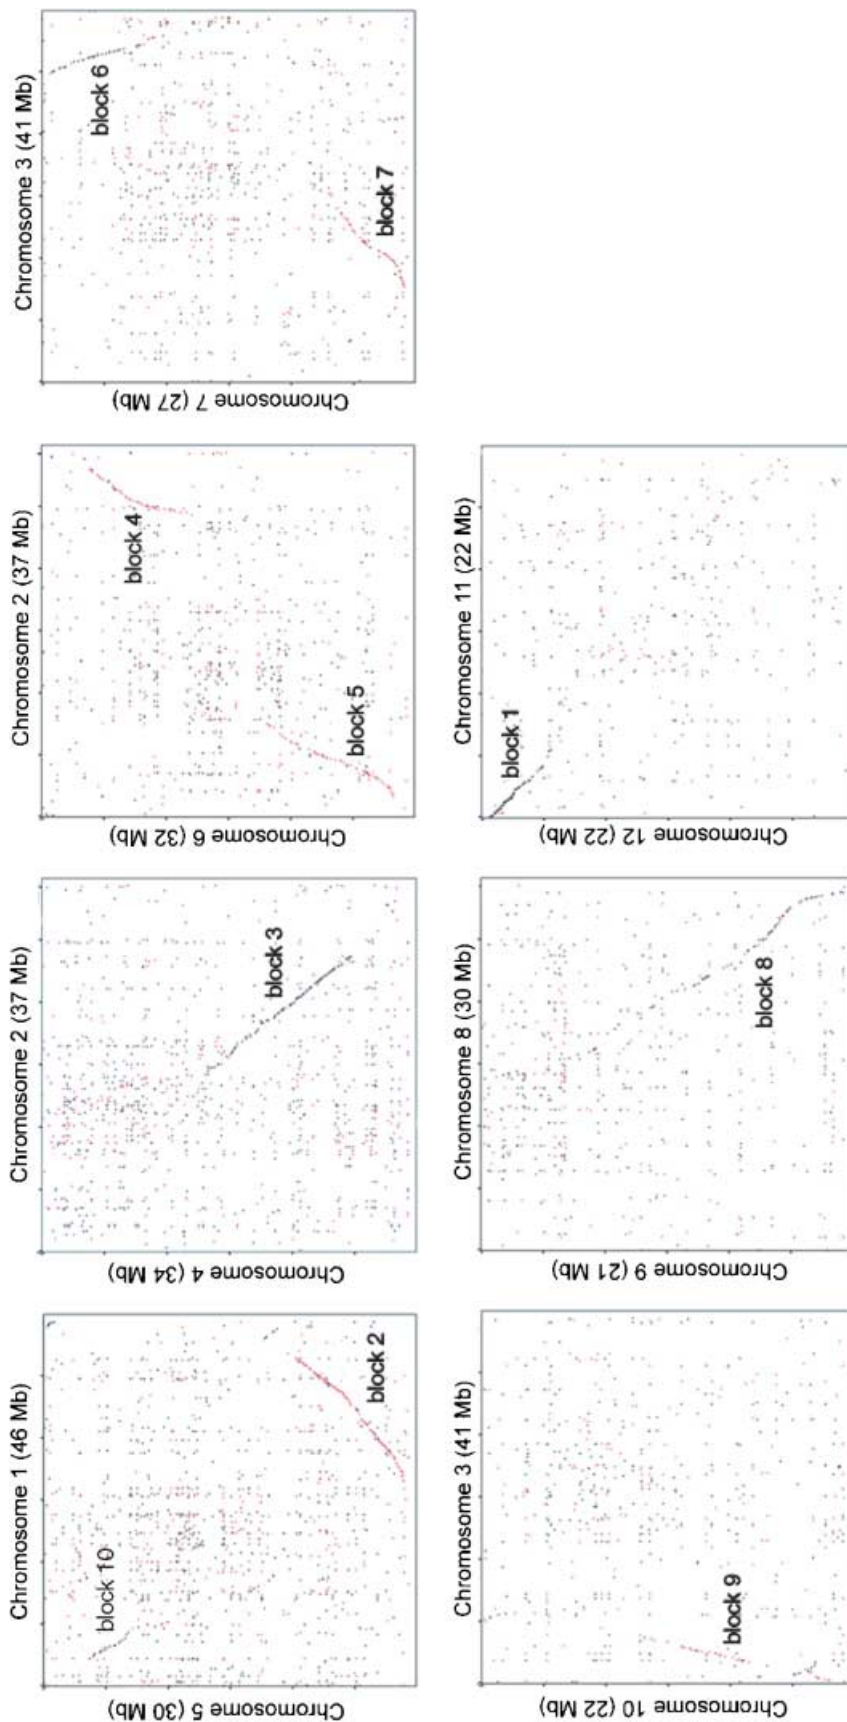 Chromosome 1 (46 Mb)
Chromosome 5 (30 Mb)
block 10
block 2
Chromosome 2 (37 Mb)
Chromosome 4 (34 Mb)
block 3
Chromosome 2 (37 Mb)
Chromosome 6 (32 Mb)
block 4
block 5
Chromosome 3 (41 Mb)
Chromosome 7 (27 Mb)
block 6
block 7
Chromosome 3 (41 Mb)
Chromosome 10 (22 Mb)
block 9
Chromosome 8 (30 Mb)
Chromosome 9 (21 Mb)
block 8
Chromosome 11 (22 Mb)
Chromosome 12 (22 Mb)
block 1